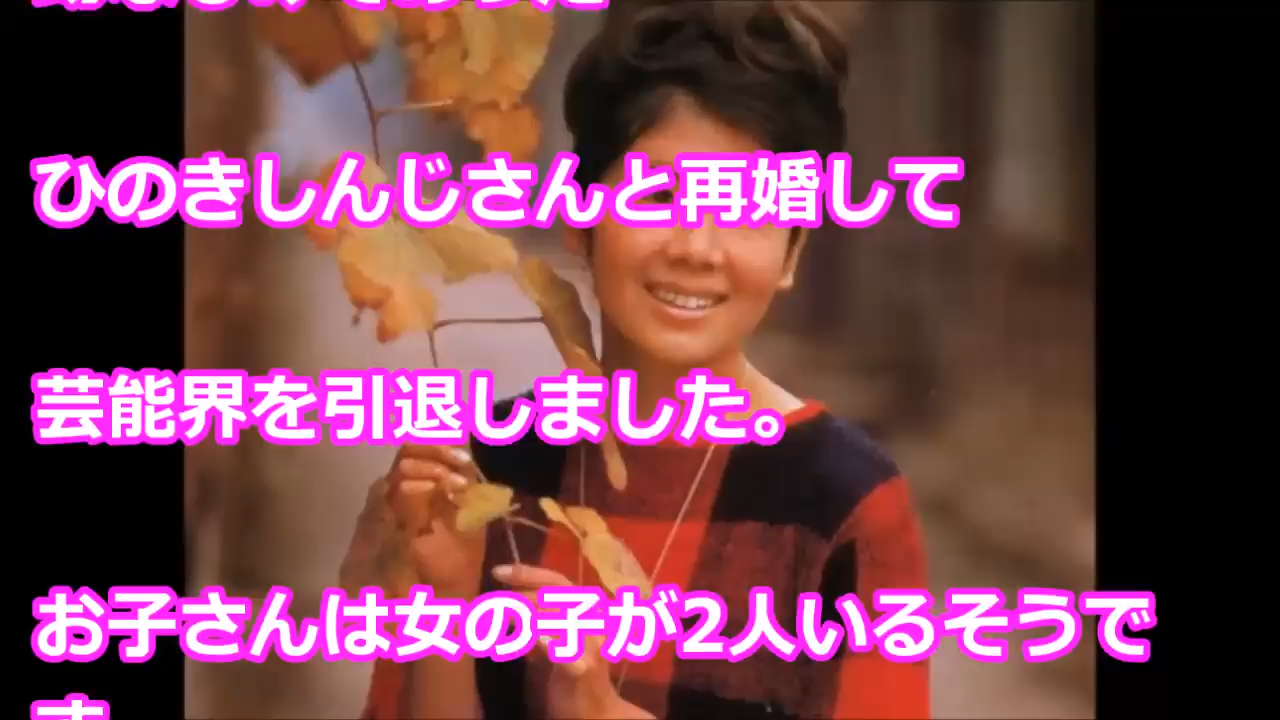 ひのきしんじさんと再婚して
芸能界を引退しました。
お子さんは女の子が2人いるそうで
す